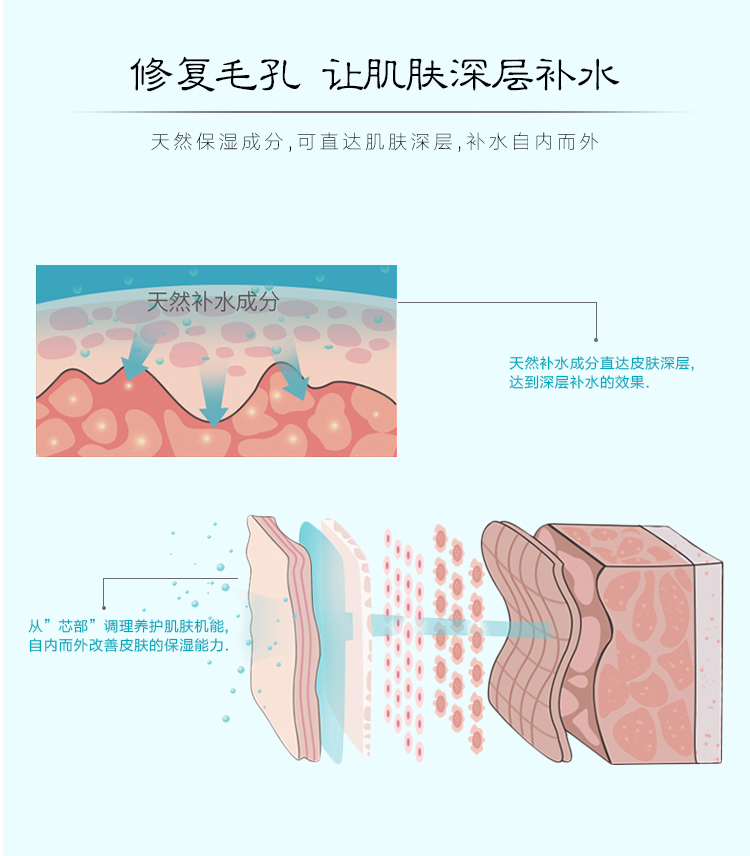 修复毛孔 让肌肤深层补水
天然保湿成分,可直达肌肤深层,补水自内而外
天然补水成分
天然补水成分直达皮肤深层,
达到深层补水的效果.
从”芯部”调理养护肌肤机能,
自内而外改善皮肤的保湿能力.